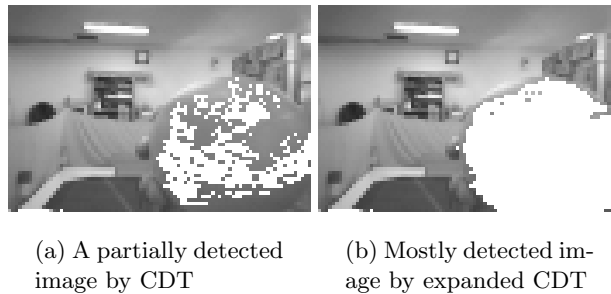 (a) A partially detected
image by CDT
(b) Mostly detected im-
age by expanded CDT